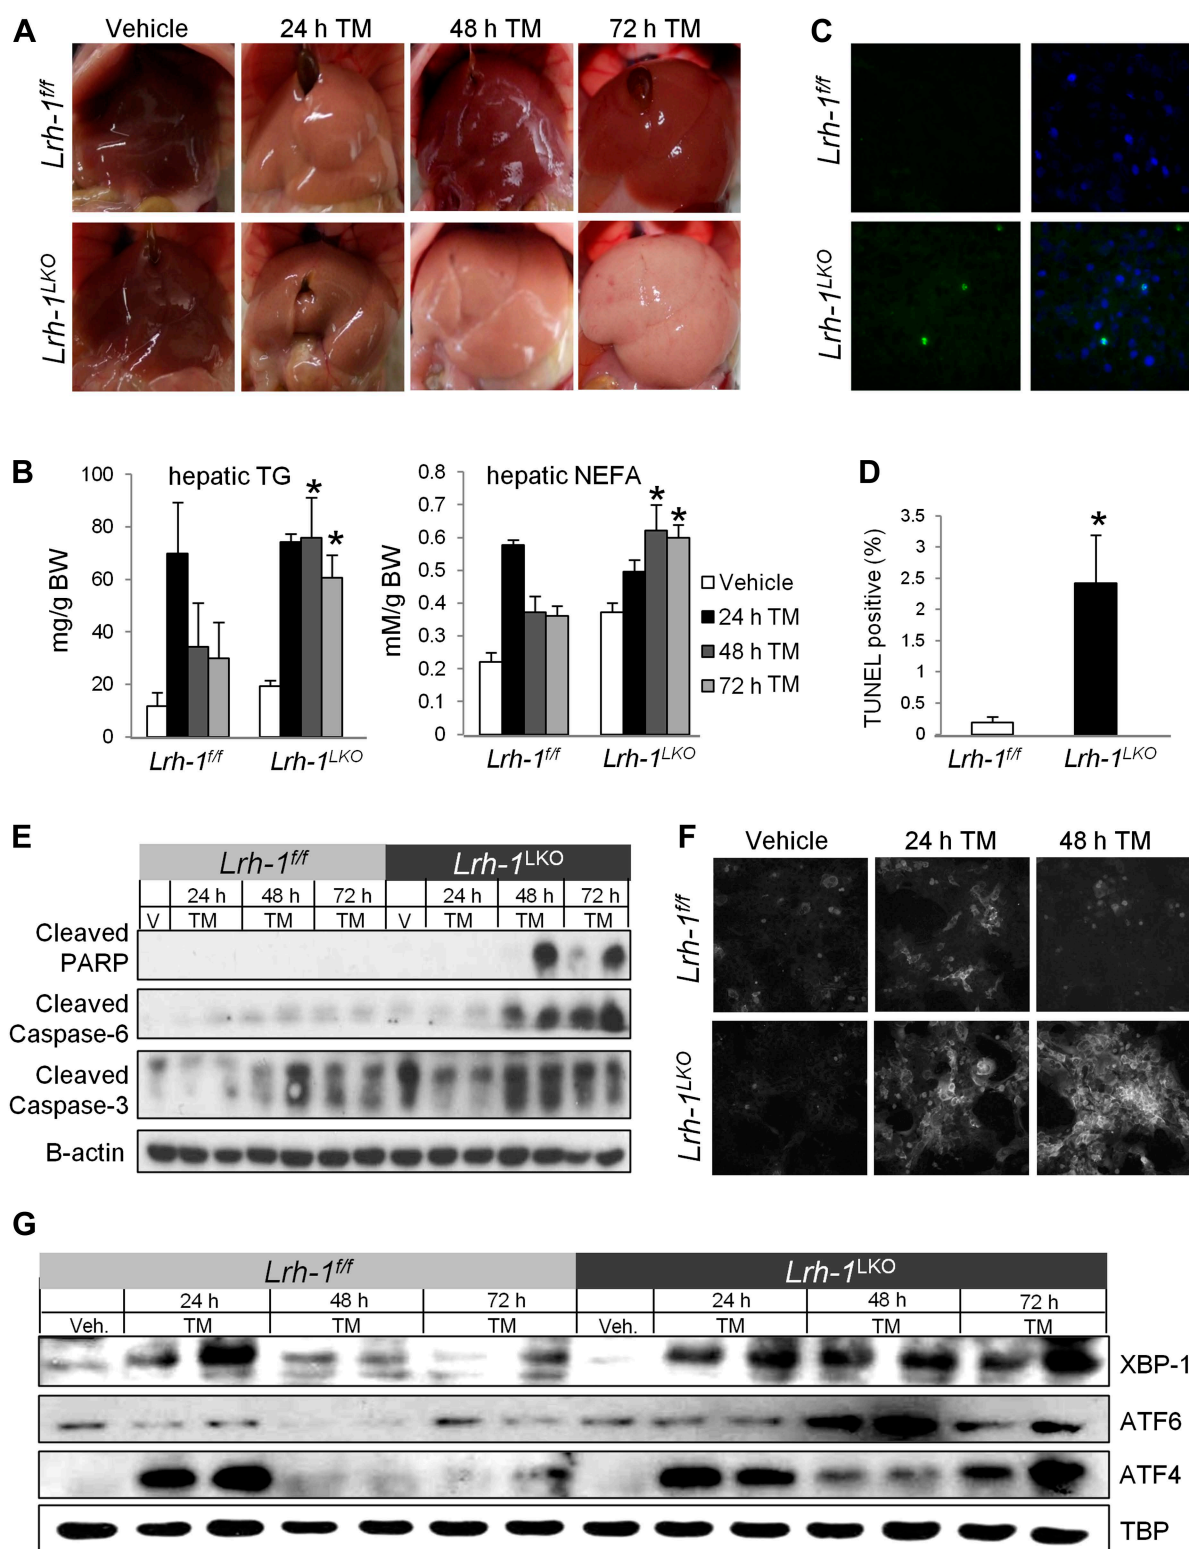 A
Vehicle 24 h TM 48 h TM 72 h TM
Lrh-1f/f
Lrh-1LKO
C
Lrh-1f/f
Lrh-1LKO
B
hepatic TG
mg/g BW
100
80
60
40
20
0
* *
Lrh-1f/f Lrh-1LKO
hepatic NEFA
mM/g BW
0.8
0.7
0.6
0.5
0.4
0.3
0.2
0.1
0
* *
Lrh-1f/f Lrh-1LKO
Vehicle
24 h TM
48 h TM
72 h TM
D
TUNEL positive (%)
3.5
3
2.5
2
1.5
1
0.5
0
*
Lrh-1f/f Lrh-1LKO
E
Lrh-1f/f Lrh-1LKO
24 h 48 h 72 h 24 h 48 h 72 h
V TM TM TM V TM TM TM
Cleaved
PARP
Cleaved
Caspase-6
Cleaved
Caspase-3
B-actin
F
Vehicle 24 h TM 48 h TM
Lrh-1f/f
Lrh-1LKO
G
Lrh-1f/f Lrh-1LKO
24 h 48 h 72 h 24 h 48 h 72 h
Veh. TM TM TM Veh. TM TM TM
XBP-1
ATF6
ATF4
TBP